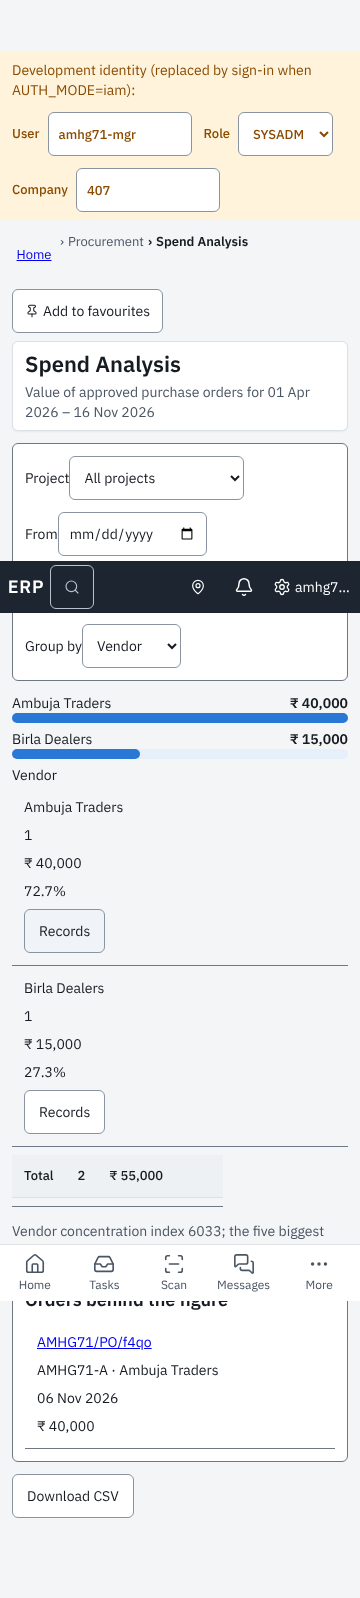 Development identity (replaced by sign-in when
AUTH_MODE=iam):
User amhg71-mgr Role SYSADM
Company 407
Home › Procurement › Spend Analysis
Add to favourites
Spend Analysis
Value of approved purchase orders for 01 Apr
2026 – 16 Nov 2026
Project All projects
From mm/dd/yyyy
ERP amhg7...
Group by Vendor
Ambuja Traders ₹ 40,000
Birla Dealers ₹ 15,000
Vendor
Ambuja Traders
1
₹ 40,000
72.7%
Records
Birla Dealers
1
₹ 15,000
27.3%
Records
Total 2 ₹ 55,000
Vendor concentration index 6033; the five biggest
Home Tasks Scan Messages More
Orders behind the figure
AMHG71/PO/f4qo
AMHG71-A · Ambuja Traders
06 Nov 2026
₹ 40,000
Download CSV